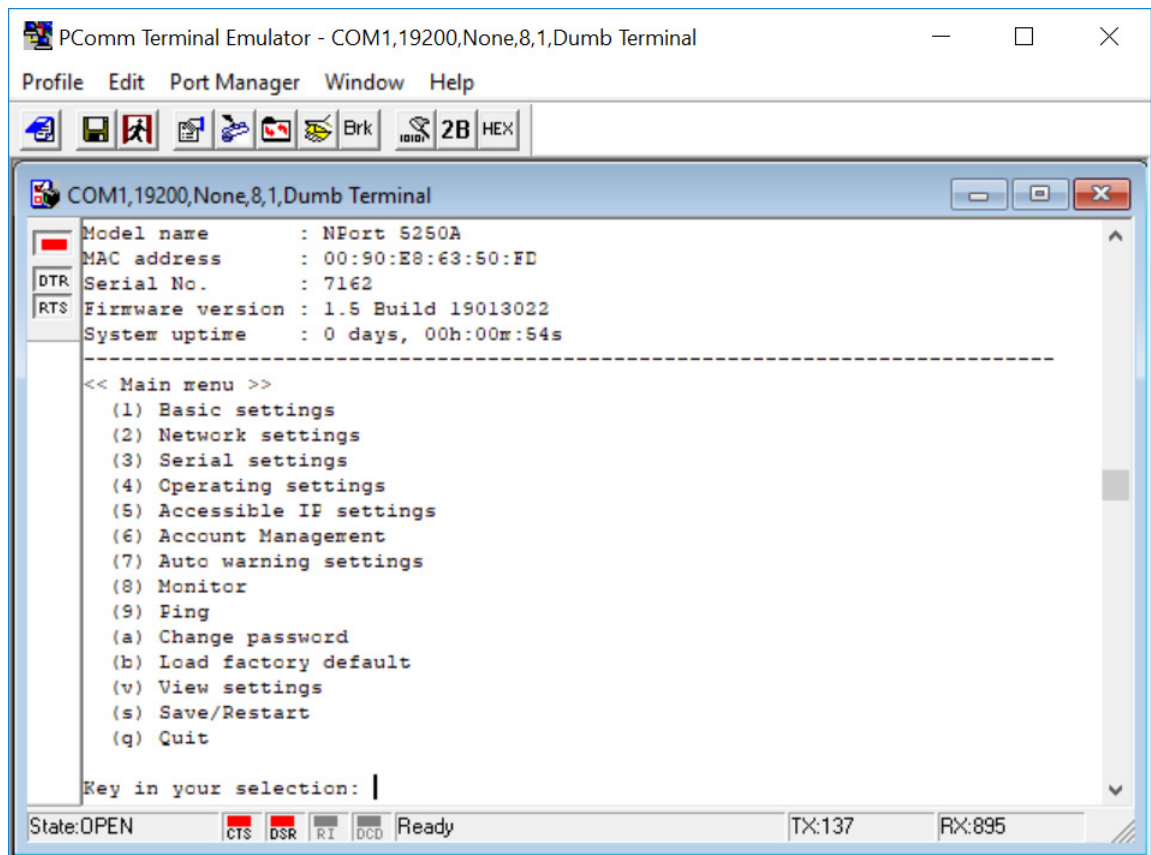 PComm Terminal Emulator - COM1,19200,None,8,1,Dumb Terminal
Profile Edit Port Manager Window Help
Brk 2B HEX
COM1,19200,None,8,1,Dumb Terminal
DTR
RTS
Model name : NPort 5250A
MAC address : 00:90:E8:63:50:FD
Serial No. : 7162
Firmware version : 1.5 Build 19013022
System uptime : 0 days, 00h:00m:54s
-----------------------------------------------------------------------------
<< Main menu >>
(1) Basic settings
(2) Network settings
(3) Serial settings
(4) Operating settings
(5) Accessible IP settings
(6) Account Management
(7) Auto warning settings
(8) Monitor
(9) Ping
(a) Change password
(b) Load factory default
(v) View settings
(s) Save/Restart
(q) Quit
Key in your selection:
State:OPEN CTS DSR RI DCD Ready TX:137 RX:895